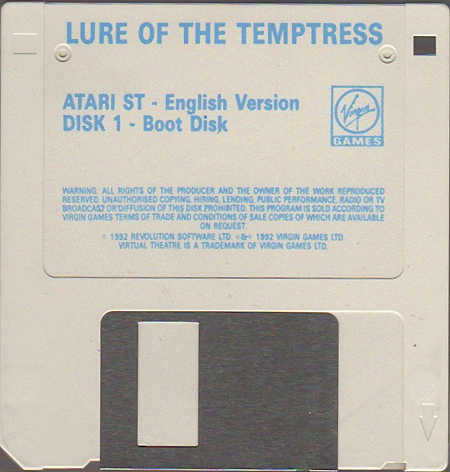 LURE OF THE TEMPTRESS
ATARI ST - English Version
DISK 1 - Boot Disk
Virgin
GAMES
WARNING: ALL RIGHTS OF THE PRODUCER AND THE OWNER OF THE WORK REPRODUCED
RESERVED. UNAUTHORISED COPYING, HIRING, LENDING, PUBLIC PERFORMANCE, RADIO OR TV
BROADCAST OR DIFFUSION OF THIS DISK PROHIBITED. THIS PROGRAM IS SOLD ACCORDING TO
VIRGIN GAMES TERMS OF TRADE AND CONDITIONS OF SALE COPIES OF WHICH ARE AVAILABLE
ON REQUEST.
© 1992 REVOLUTION SOFTWARE LTD. ©&℗ 1992 VIRGIN GAMES LTD.
VIRTUAL THEATRE IS A TRADEMARK OF VIRGIN GAMES LTD.